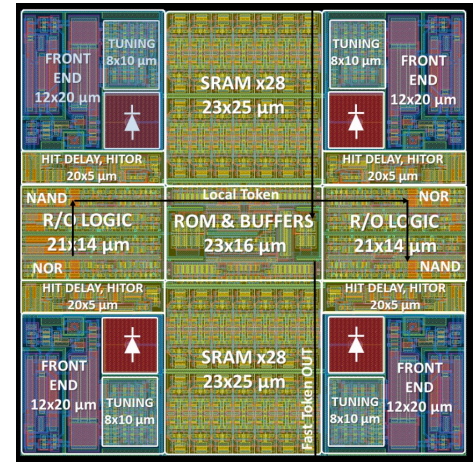 FRONT
END
12x20 µm
TUNING
8x10 µm
SRAM x28
23x25 µm
TUNING
8x10 µm
FRONT
END
12x20 µm
HIT DELAY, HITOR
20x5 µm
HIT DELAY, HITOR
20x5 µm
NAND
R/O LOGIC
21x14 µm
NOR
Local Token
ROM & BUFFERS
23x16 µm
NOR
R/O LOGIC
21x14 µm
NAND
HIT DELAY, HITOR
20x5 µm
HIT DELAY, HITOR
20x5 µm
FRONT
END
12x20 µm
TUNING
8x10 µm
SRAM x28
23x25 µm
Fast Token OUT
TUNING
8x10 µm
FRONT
END
12x20 µm